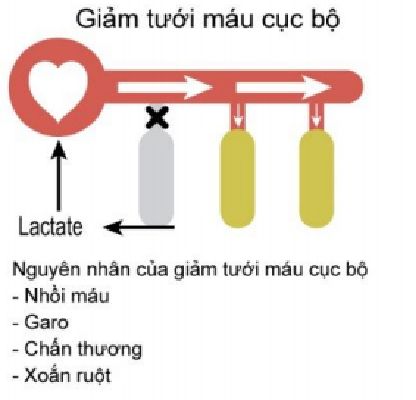 Giảm tưới máu cục bộ
Lactate
Nguyên nhân của giảm tưới máu cục bộ
- Nhồi máu
- Garo
- Chấn thương
- Xoắn ruột